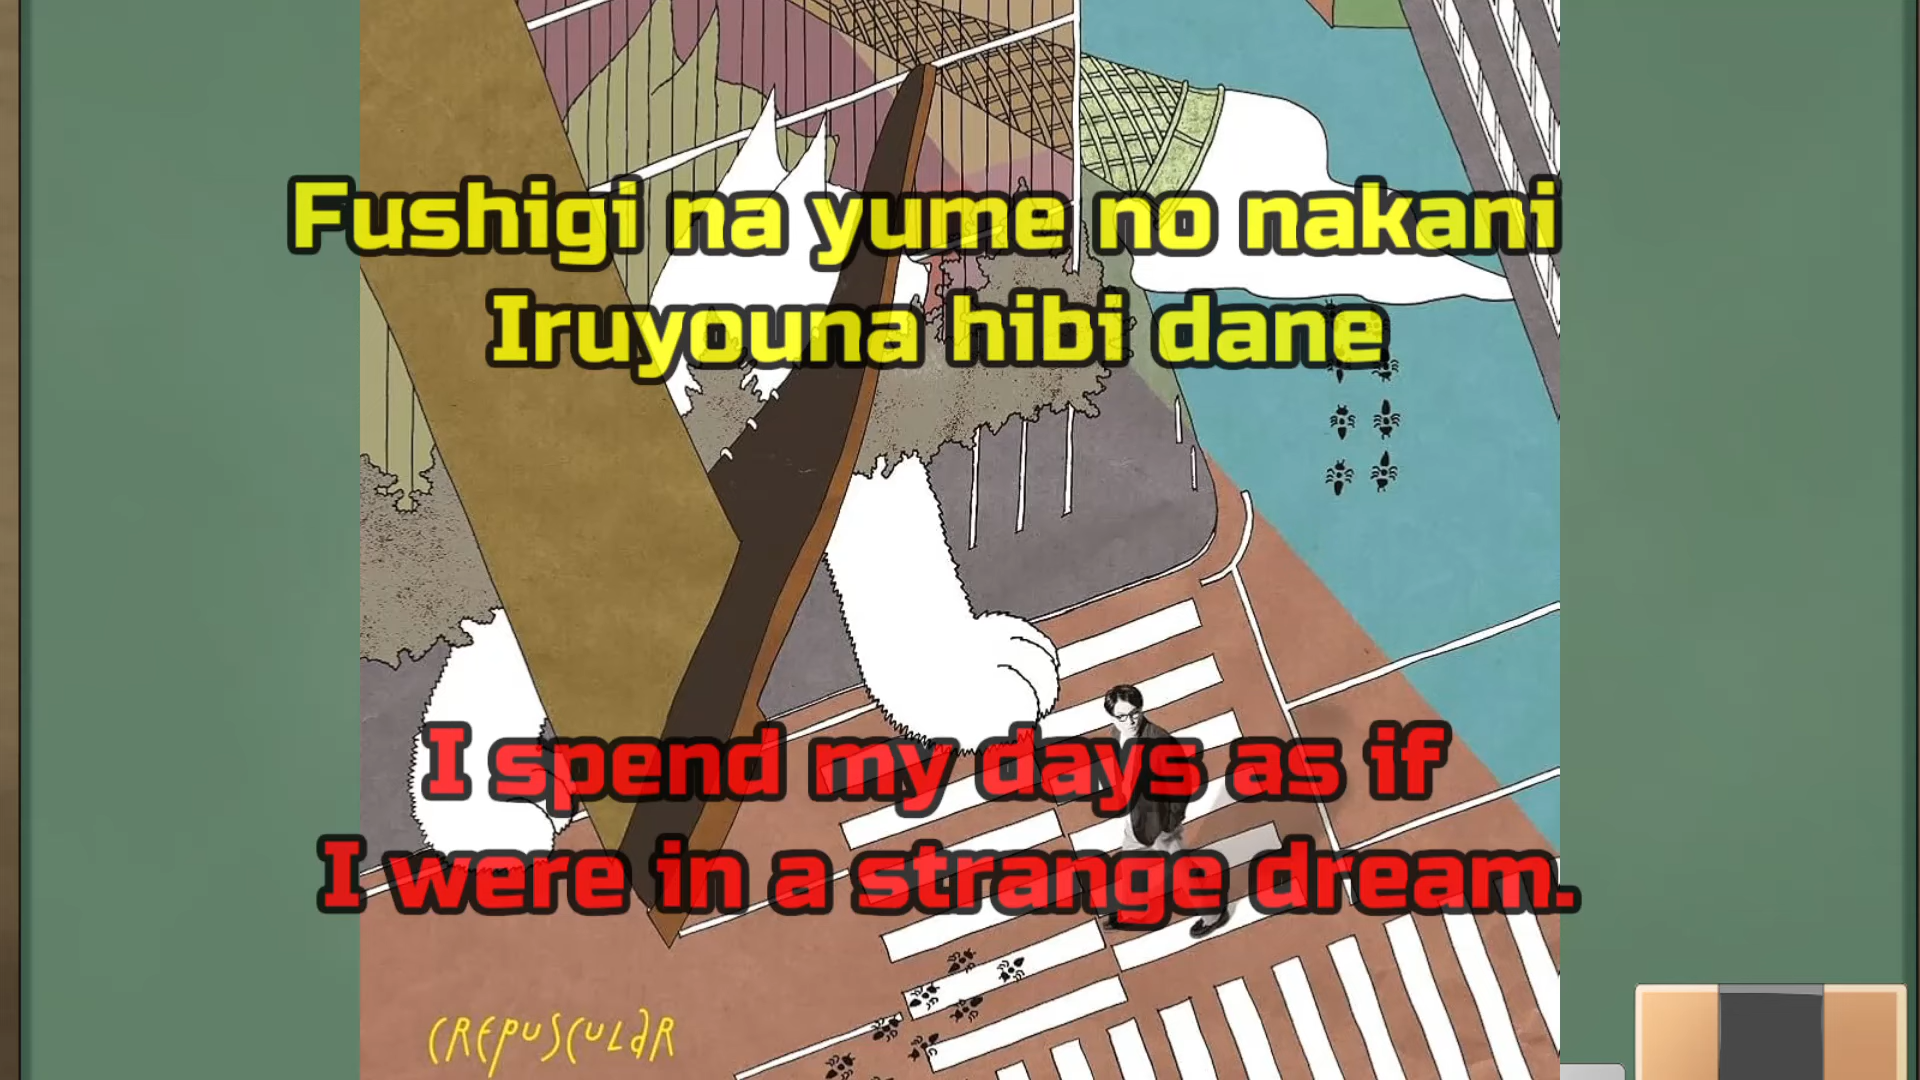 Fushigi na yume no nakani
Iruyouna hibi dane
I spend my days as if
I were in a strange dream.
CREPUSCULAR